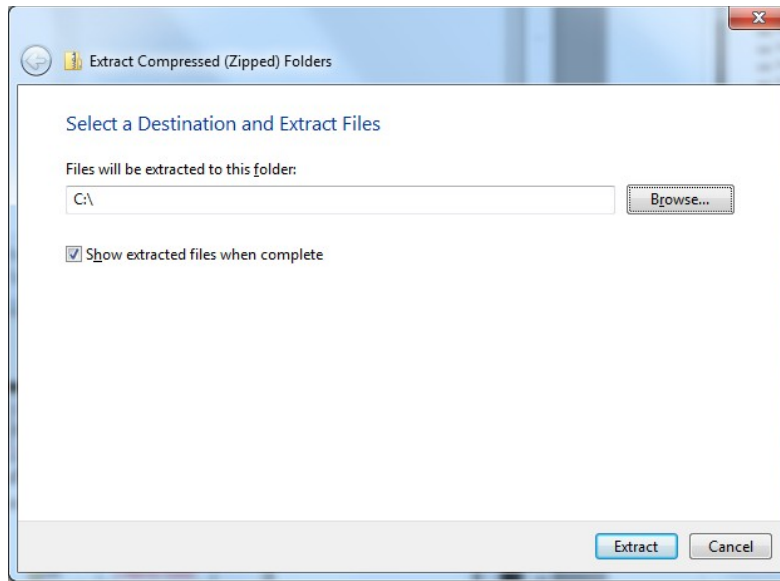 Extract Compressed (Zipped) Folders
Select a Destination and Extract Files
Files will be extracted to this folder:
C:\
Browse...
Show extracted files when complete
Extract
Cancel